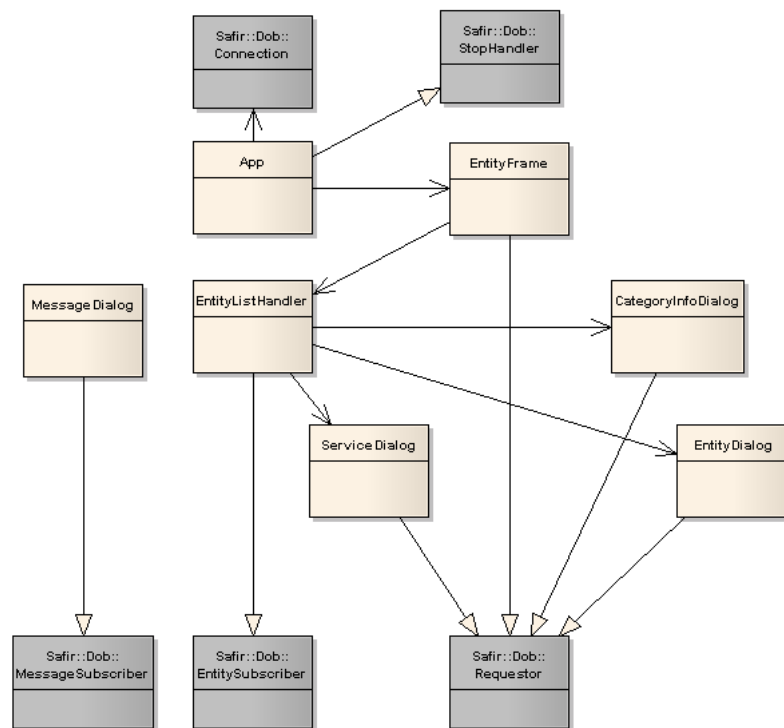 Safir::Dob::
Connection
Safir::Dob::
StopHandler
App
EntityFrame
MessageDialog
EntityListHandler
CategoryInfoDialog
ServiceDialog
EntityDialog
Safir::Dob::
MessageSubscriber
Safir::Dob::
EntitySubscriber
Safir::Dob::
Requestor